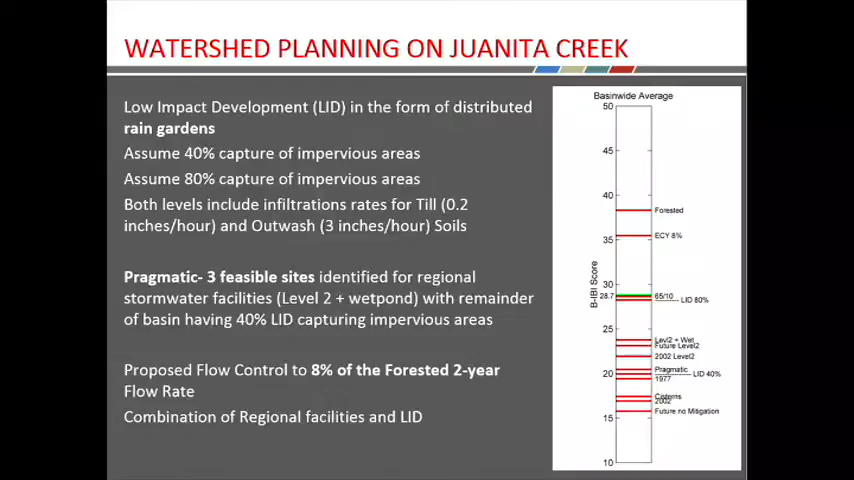 WATERSHED PLANNING ON JUANITA CREEK
Low Impact Development (LID) in the form of distributed
rain gardens
Assume 40% capture of impervious areas
Assume 80% capture of impervious areas
Both levels include infiltrations rates for Till (0.2
inches/hour) and Outwash (3 inches/hour) Soils
Pragmatic- 3 feasible sites identified for regional
stormwater facilities (Level 2 + wetpond) with remainder
of basin having 40% LID capturing impervious areas
Proposed Flow Control to 8% of the Forested 2-year
Flow Rate
Combination of Regional facilities and LID
Basinwide Average
B-IBI Score
50
45
40
Forested
ECY 8%
35
30
28.7
65/10
LID 80%
25
Levl2 + Wet
Future Level2
2002 Level2
Pragmatic
20
LID 40%
1977
Cisterns
2002
Future no Mitigation
15
10